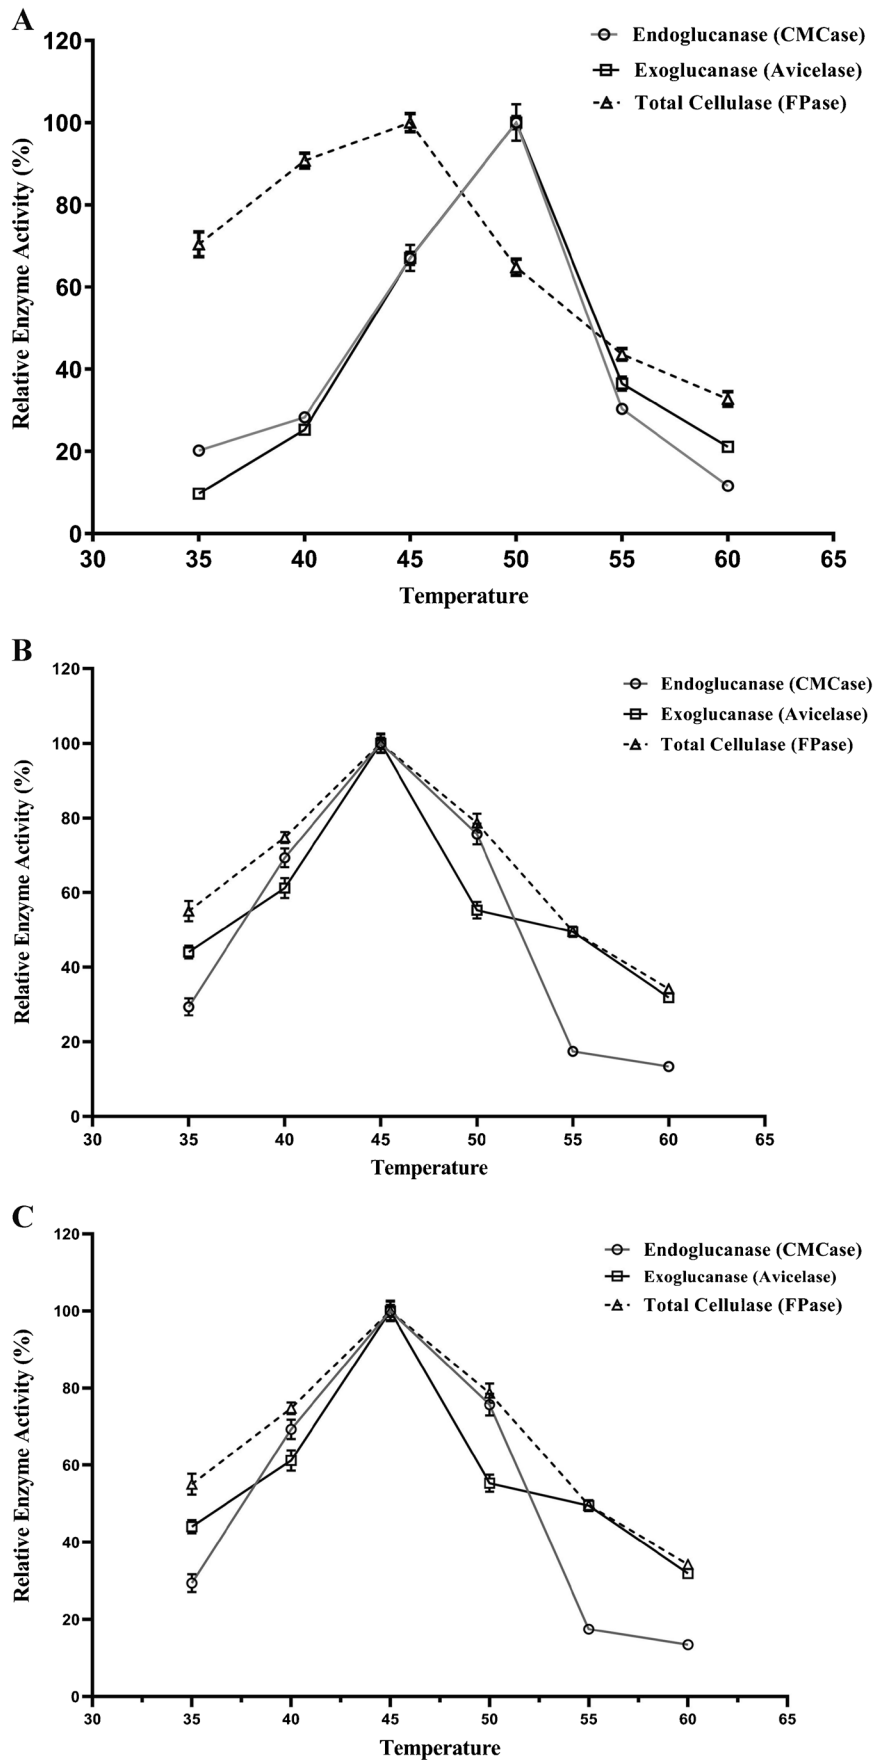 A
120
100
80
60
40
20
0
30 35 40 45 50 55 60 65
Relative Enzyme Activity (%)
Temperature
Endoglucanase (CMCase)
Exoglucanase (Avicelase)
Total Cellulase (FPase)
B
120
100
80
60
40
20
0
30 35 40 45 50 55 60 65
Relative Enzyme Activity (%)
Temperature
Endoglucanase (CMCase)
Exoglucanase (Avicelase)
Total Cellulase (FPase)
C
120
100
80
60
40
20
0
30 35 40 45 50 55 60 65
Relative Enzyme Activity (%)
Temperature
Endoglucanase (CMCase)
Exoglucanase (Avicelase)
Total Cellulase (FPase)